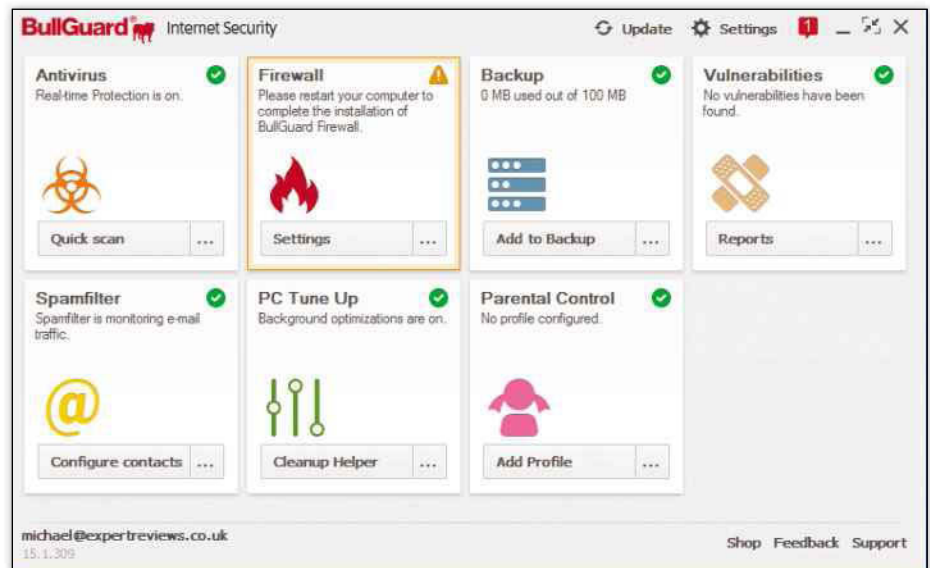 BullGuard Internet Security
Update Settings 1
Antivirus
Real-time Protection is on.
Quick scan ...
Firewall
Please restart your computer to
complete the installation of
BullGuard Firewall.
Settings ...
Backup
0 MB used out of 100 MB
Add to Backup ...
Vulnerabilities
No vulnerabilities have been
found.
Reports ...
Spamfilter
Spamfilter is monitoring e-mail
traffic.
Configure contacts ...
PC Tune Up
Background optimizations are on.
Cleanup Helper ...
Parental Control
No profile configured.
Add Profile ...
michael@expertreviews.co.uk
15.1.309
Shop Feedback Support